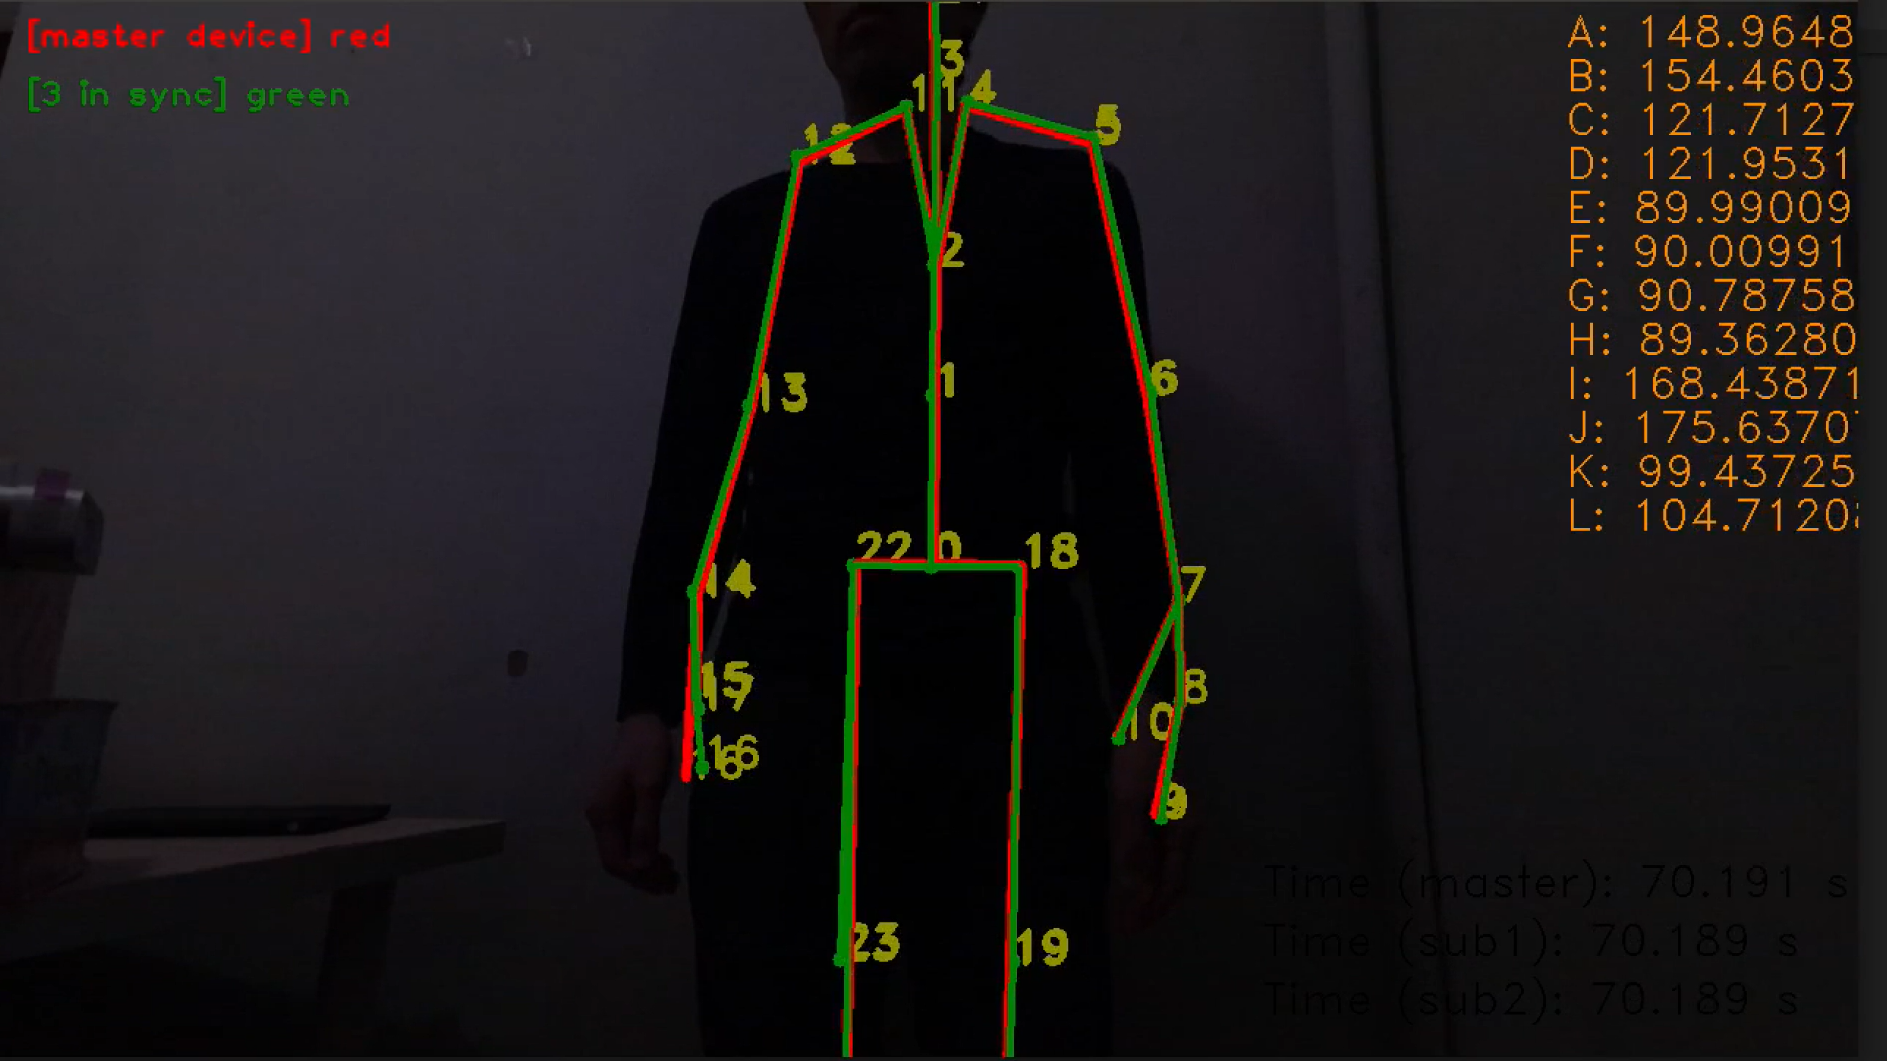 [master device] red
[3 in sync] green
A: 148.9648
B: 154.4603
C: 121.7127
D: 121.9531
E: 89.99009
F: 90.00991
G: 90.78758
H: 89.36280
I: 168.43871
J: 175.6370
K: 99.43725
L: 104.7120
3
11
4
12
5
2
13
1
6
22
0
18
14
7
15
17
8
10
16
9
23
19
Time (master): 70.191 s
Time (sub1): 70.189 s
Time (sub2): 70.189 s